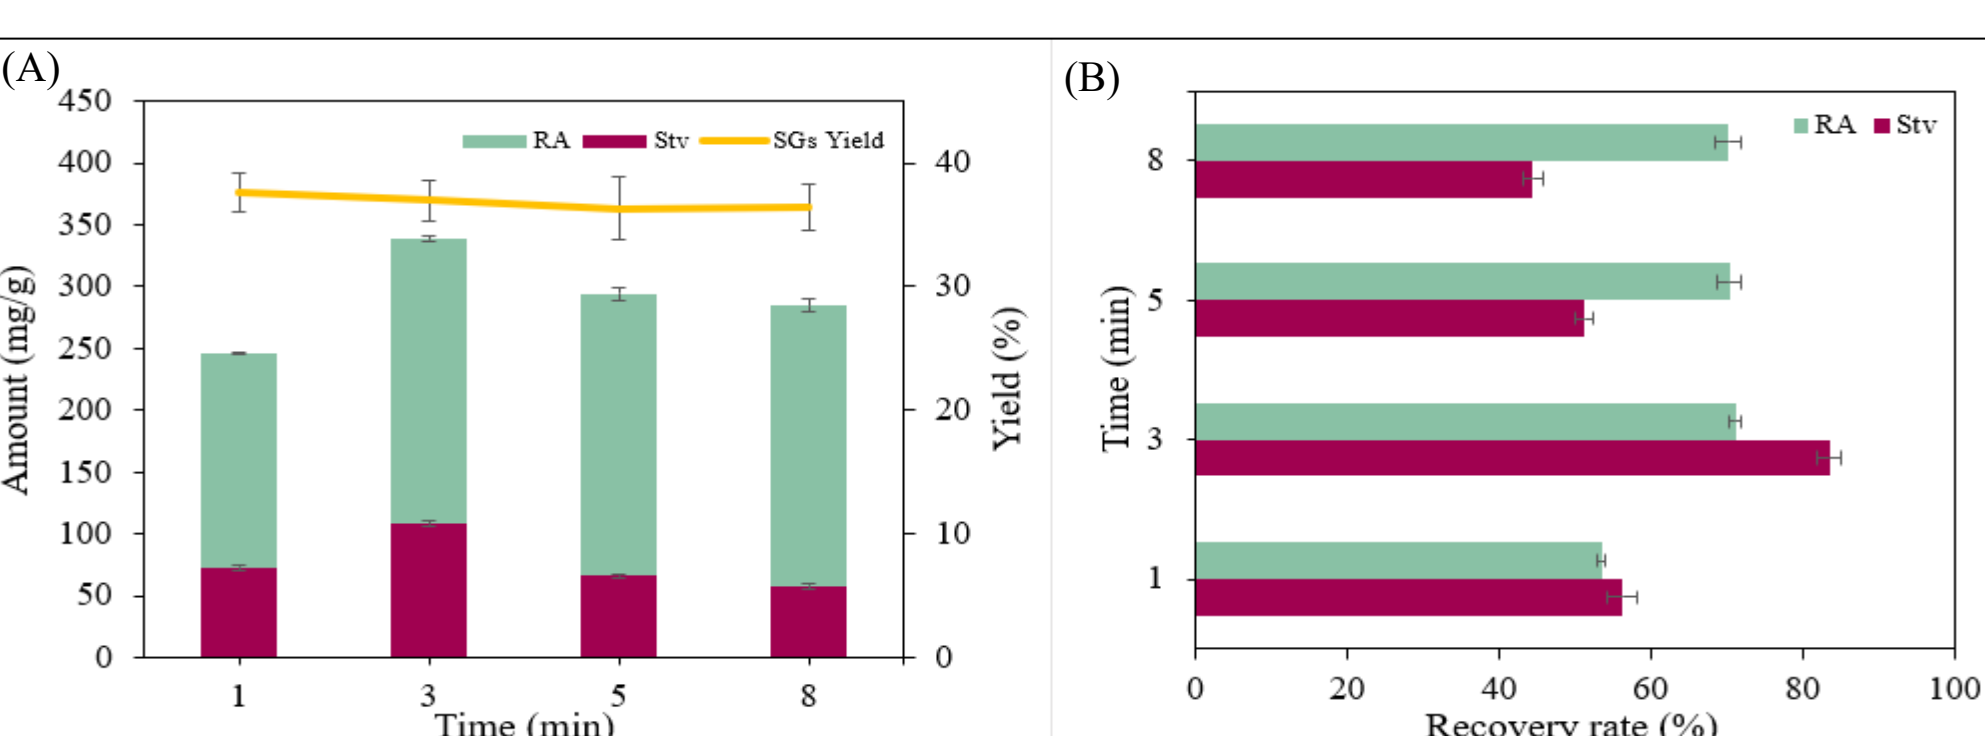 (A)
450
400
350
300
250
200
150
100
50
0
Amount (mg/g)
RA Stv SGs Yield
40
30
20
10
0
Yield (%)
1 3 5 8
Time (min)
(B)
RA Stv
8
5
3
1
Time (min)
0 20 40 60 80 100
Recovery rate (%)